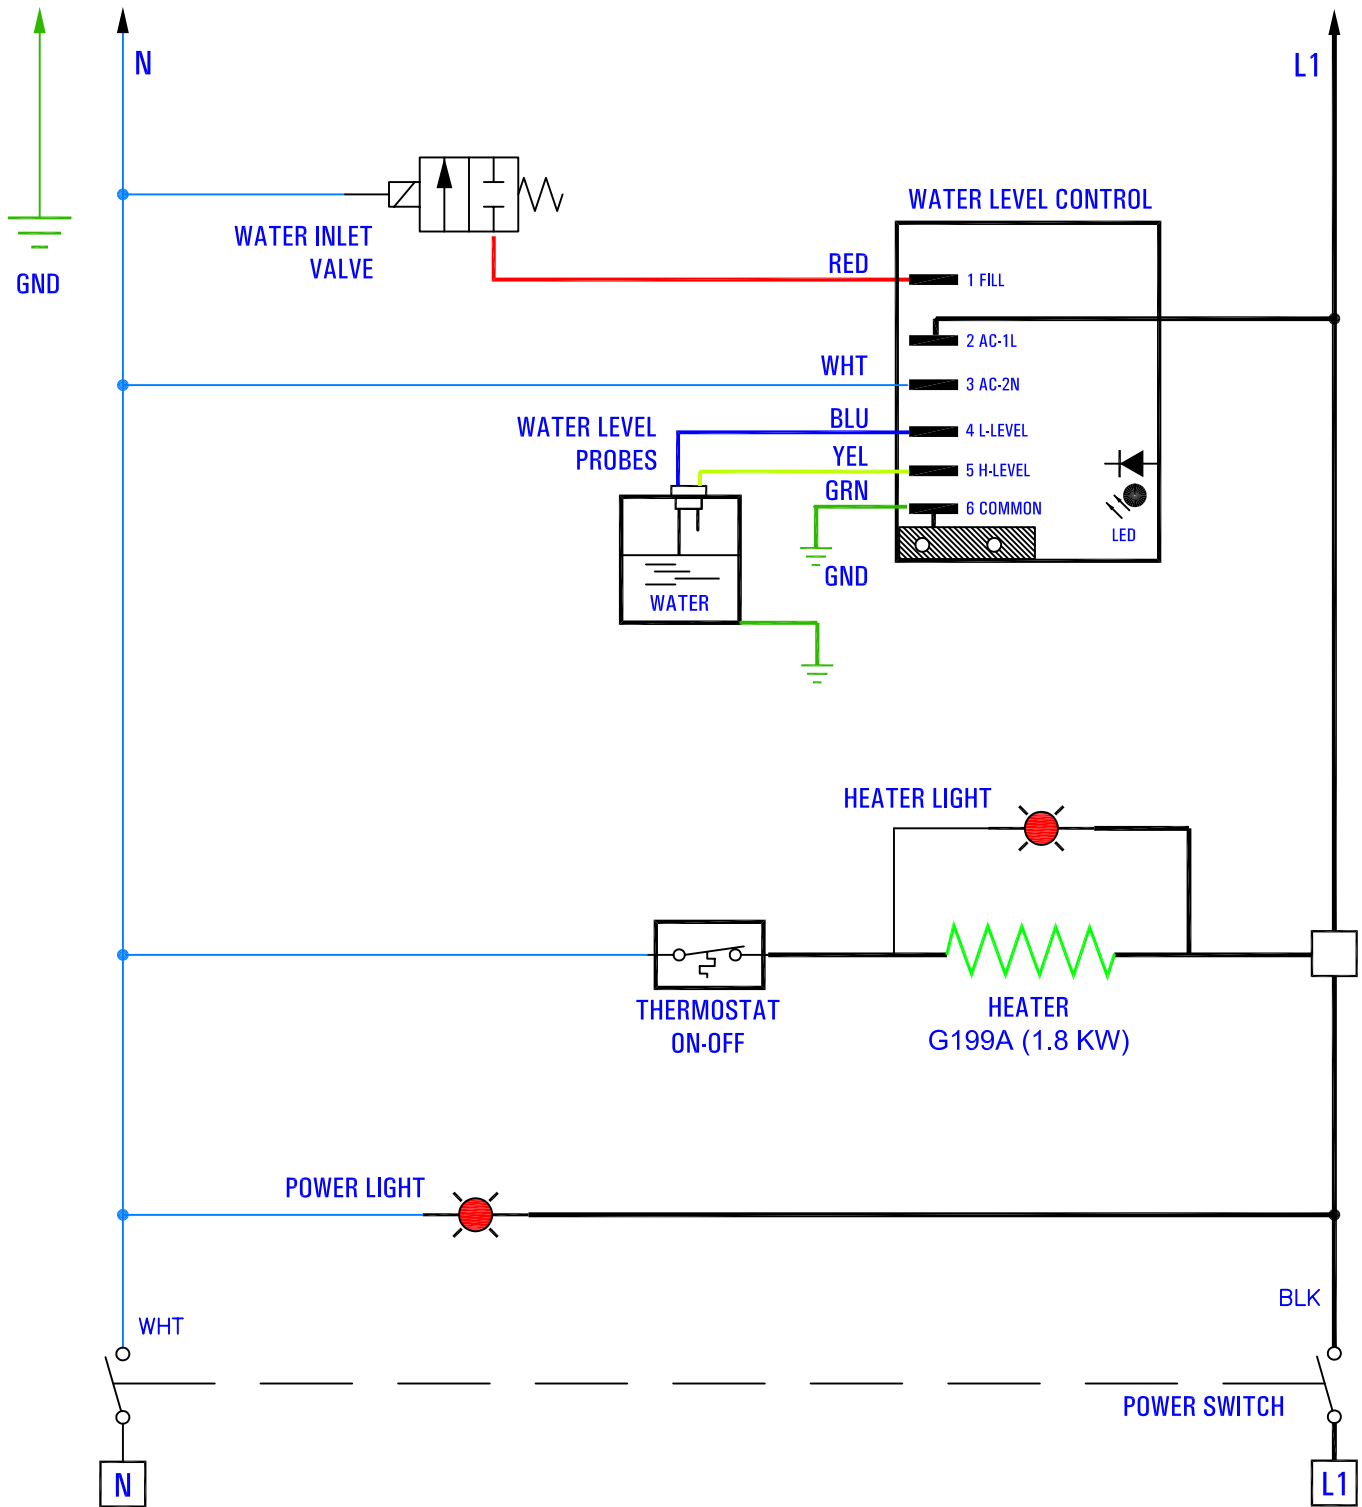 N
L1
WATER LEVEL CONTROL
WATER INLET
VALVE
GND
RED
1 FILL
2 AC-1L
WHT
3 AC-2N
BLU
4 L-LEVEL
WATER LEVEL
PROBES
YEL
5 H-LEVEL
GRN
6 COMMON
LED
GND
WATER
HEATER LIGHT
THERMOSTAT
ON-OFF
HEATER
G199A (1.8 KW)
POWER LIGHT
BLK
WHT
POWER SWITCH
N
L1